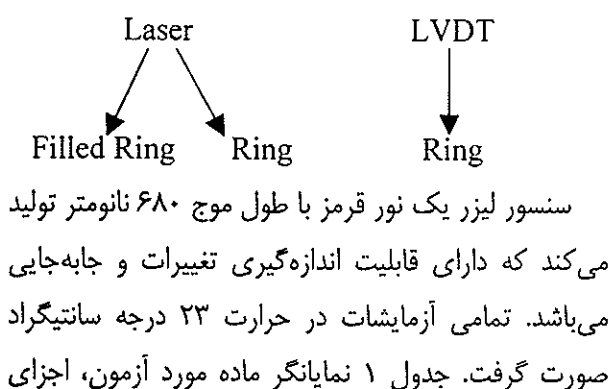 Laser LVDT
Filled Ring Ring Ring
سنسور لیزر یک نور قرمز با طول موج ۶۸۰ نانومتر تولید
می‌کند که دارای قابلیت اندازه‌گیری تغییرات و جابه‌جایی
می‌باشد. تمامی آزمایشات در حرارت ۲۳ درجه سانتیگراد
صورت گرفت. جدول ۱ نمایانگر ماده مورد آزمون، اجزای